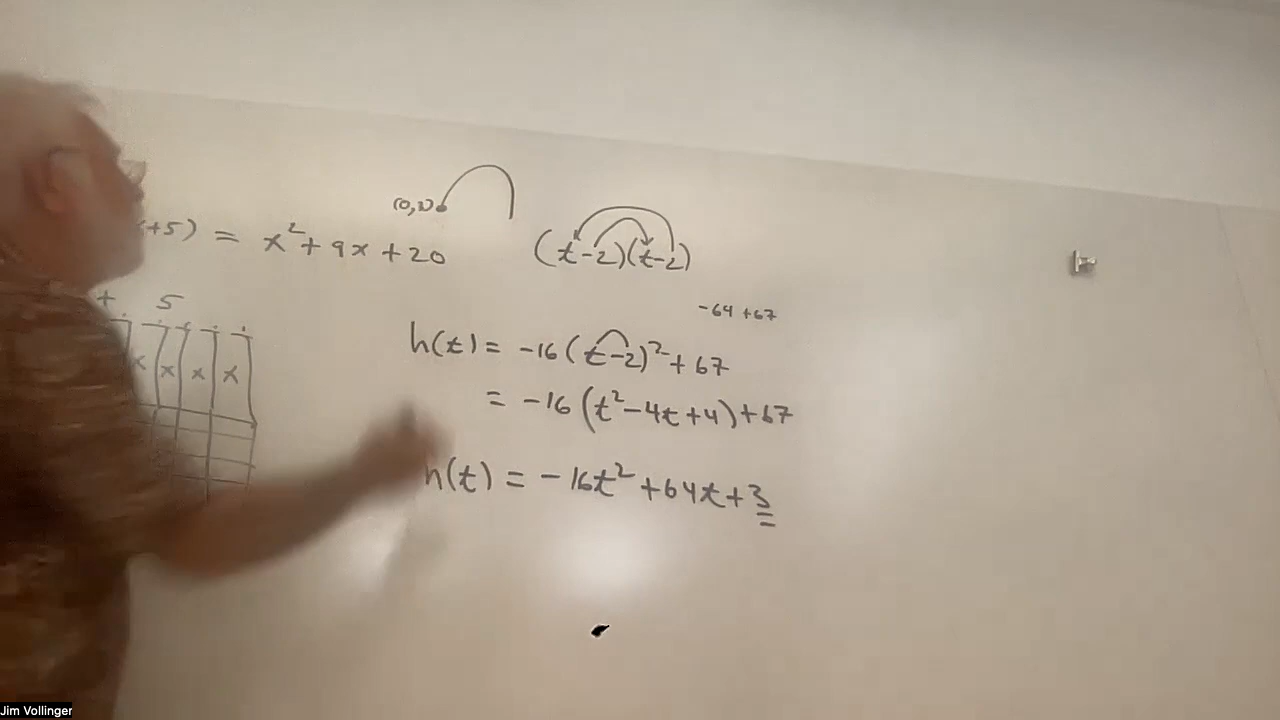 (0,3)
+5) = x² + 9x + 20
(t-2)(t-2)
+ 5
x x x x
-64 +67
h(t) = -16(t-2)² + 67
= -16(t² - 4t + 4) + 67
h(t) = -16t² + 64t + 3
Jim Vollinger